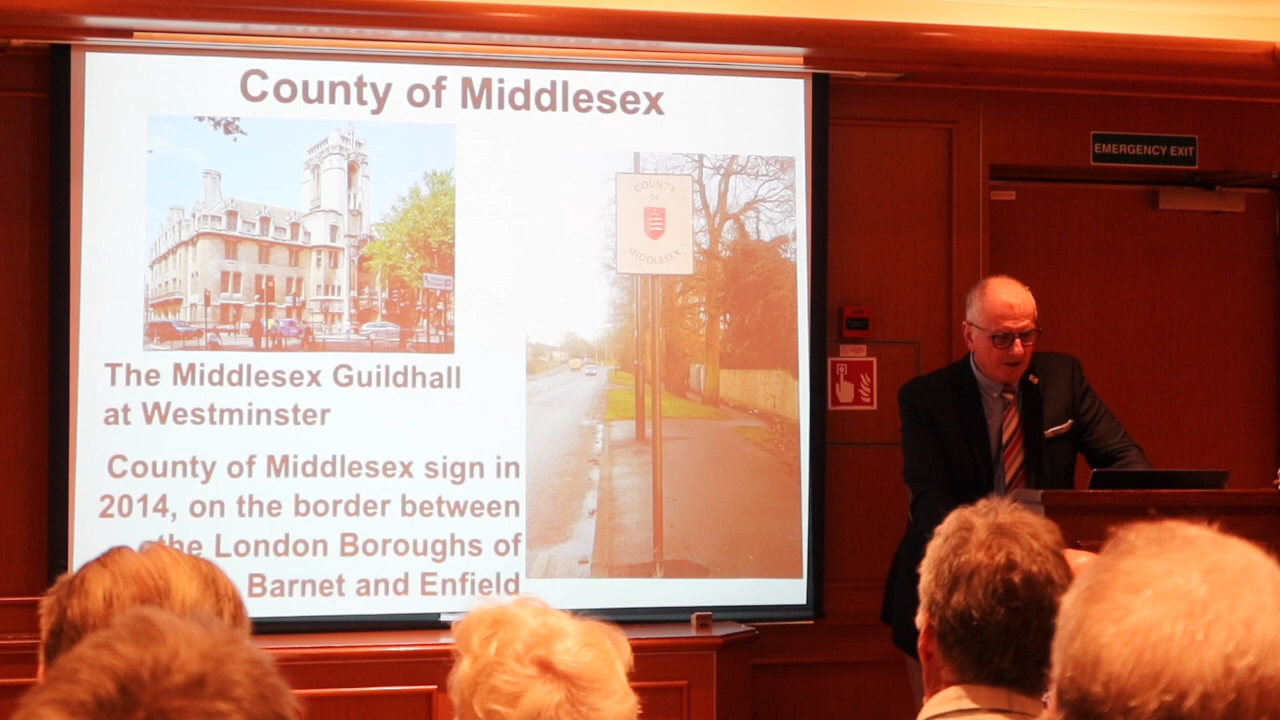 County of Middlesex
COUNTY
OF
MIDDLESEX
The Middlesex Guildhall
at Westminster
County of Middlesex sign in
2014, on the border between
the London Boroughs of
Barnet and Enfield
EMERGENCY EXIT